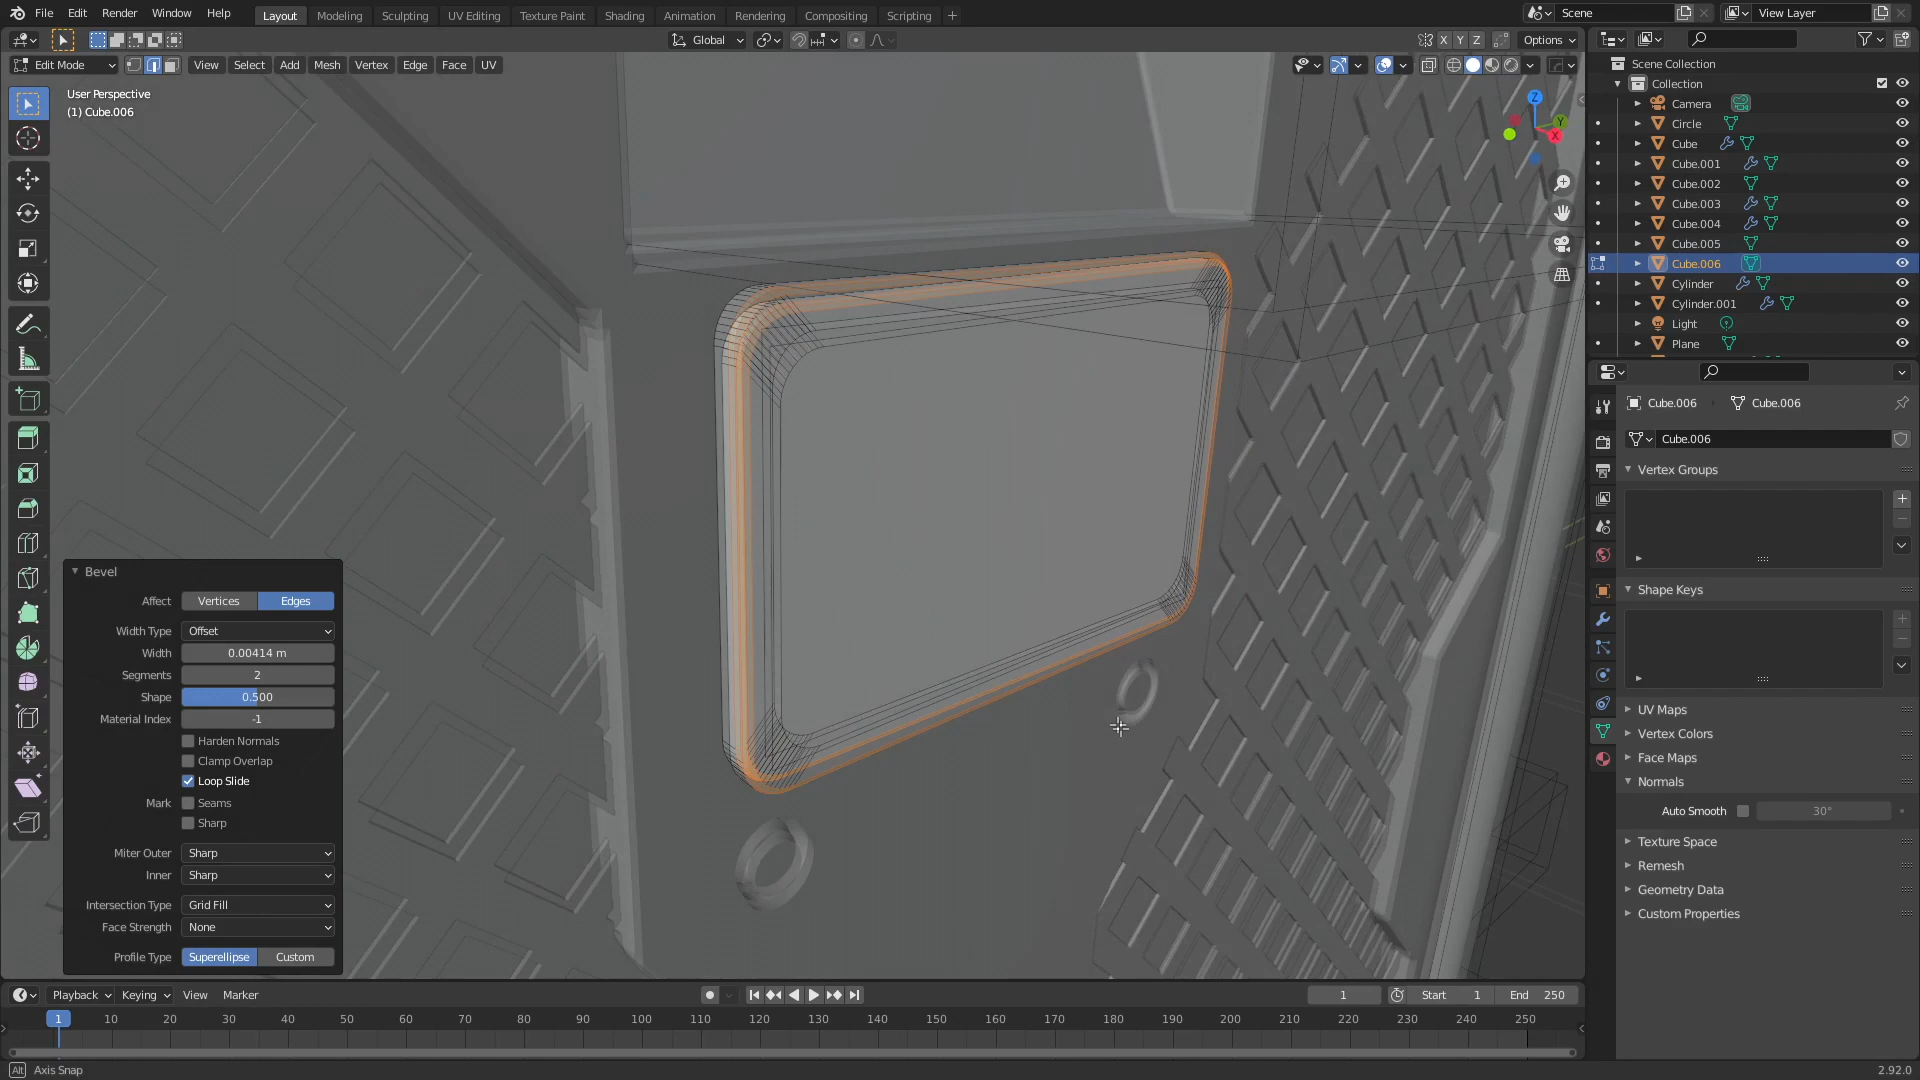 File Edit Render Window Help
Layout Modeling Sculpting UV Editing Texture Paint Shading Animation Rendering Compositing Scripting +
Scene
View Layer
Global
X Y Z
Options
Edit Mode
View Select Add Mesh Vertex Edge Face UV
User Perspective
(1) Cube.006
Z
Y
X
Scene Collection
Collection
Camera
Circle
Cube
Cube.001
Cube.002
Cube.003
Cube.004
Cube.005
Cube.006
Cylinder
Cylinder.001
Light
Plane
Cube.006
Cube.006
Cube.006
Vertex Groups
Shape Keys
UV Maps
Vertex Colors
Face Maps
Normals
Auto Smooth 30°
Texture Space
Remesh
Geometry Data
Custom Properties
Bevel
Affect Vertices Edges
Width Type Offset
Width 0.00414 m
Segments 2
Shape 0.500
Material Index -1
Harden Normals
Clamp Overlap
Loop Slide
Mark Seams
Sharp
Miter Outer Sharp
Inner Sharp
Intersection Type Grid Fill
Face Strength None
Profile Type Superellipse Custom
Playback Keying View Marker
1
Start 1
End 250
1 10 20 30 40 50 60 70 80 90 100 110 120 130 140 150 160 170 180 190 200 210 220 230 240 250
Alt Axis Snap
2.92.0